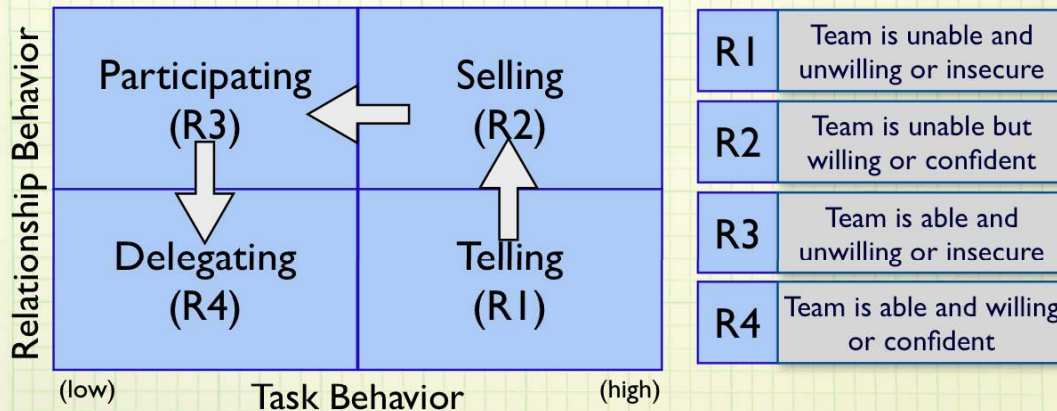 Relationship Behavior
Participating
(R3)
Selling
(R2)
Delegating
(R4)
Telling
(R1)
(low)
Task Behavior
(high)
R1
Team is unable and
unwilling or insecure
R2
Team is unable but
willing or confident
R3
Team is able and
unwilling or insecure
R4
Team is able and willing
or confident